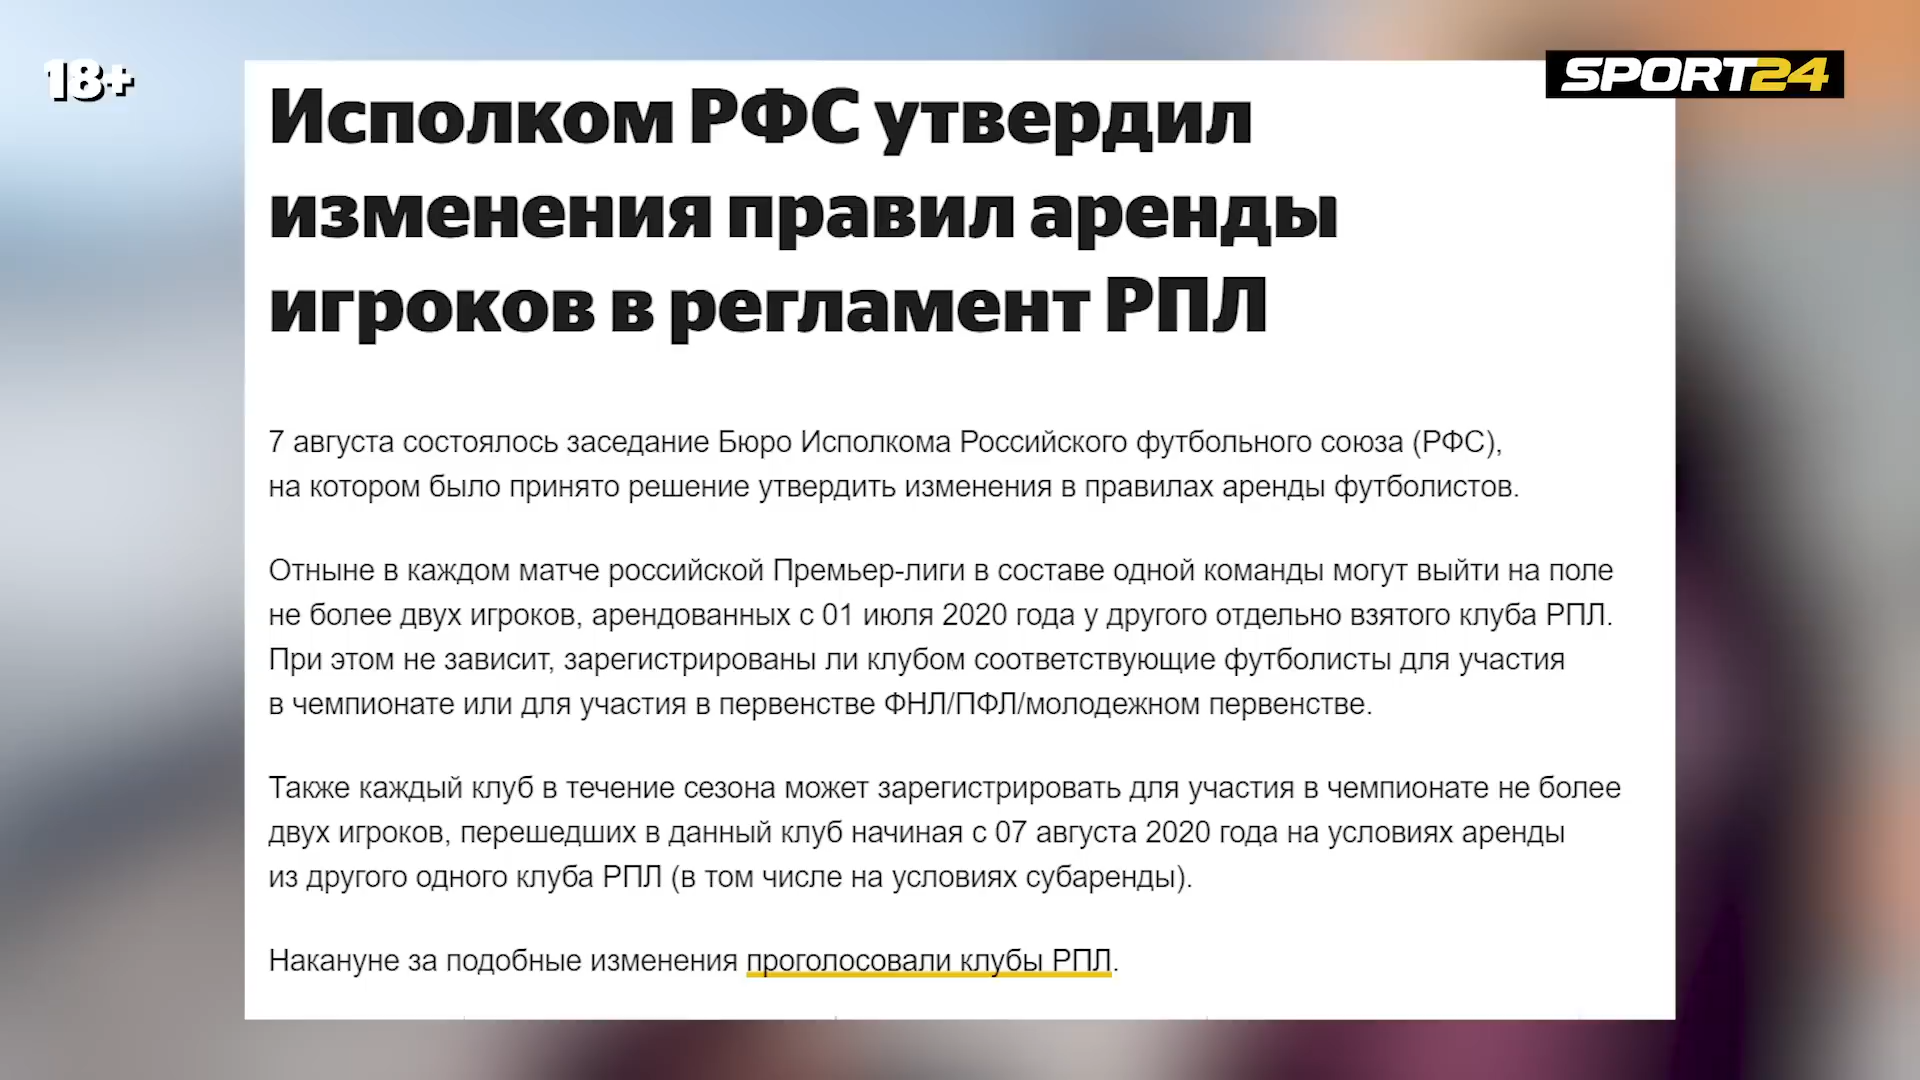 18+
SPORT24
Исполком РФС утвердил
изменения правил аренды
игроков в регламент РПЛ
7 августа состоялось заседание Бюро Исполкома Российского футбольного союза (РФС),
на котором было принято решение утвердить изменения в правилах аренды футболистов.
Отныне в каждом матче российской Премьер-лиги в составе одной команды могут выйти на поле
не более двух игроков, арендованных с 01 июля 2020 года у другого отдельно взятого клуба РПЛ.
При этом не зависит, зарегистрированы ли клубом соответствующие футболисты для участия
в чемпионате или для участия в первенстве ФНЛ/ПФЛ/молодежном первенстве.
Также каждый клуб в течение сезона может зарегистрировать для участия в чемпионате не более
двух игроков, перешедших в данный клуб начиная с 07 августа 2020 года на условиях аренды
из другого одного клуба РПЛ (в том числе на условиях субаренды).
Накануне за подобные изменения проголосовали клубы РПЛ.